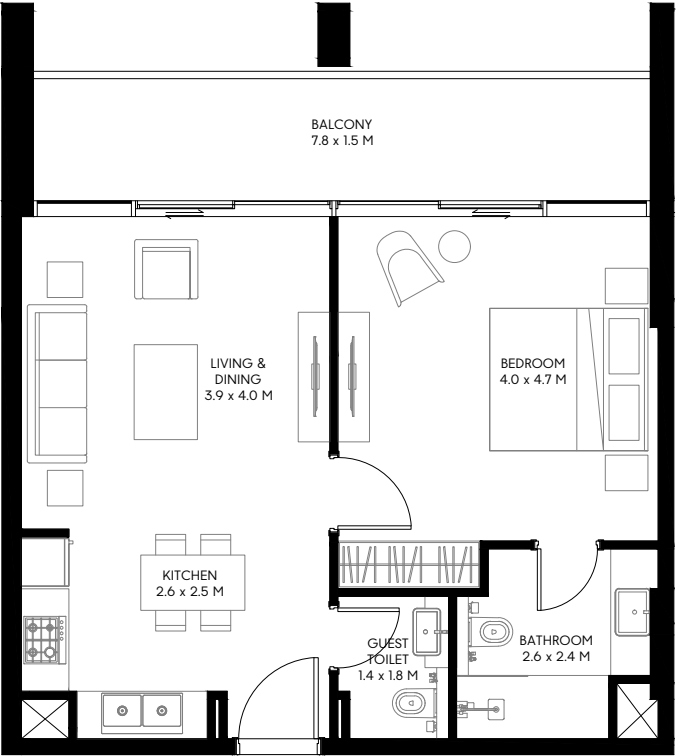 BALCONY
7.8 x 1.5 M
LIVING &
DINING
3.9 x 4.0 M
BEDROOM
4.0 x 4.7 M
KITCHEN
2.6 x 2.5 M
GUEST
TOILET
1.4 x 1.8 M
BATHROOM
2.6 x 2.4 M